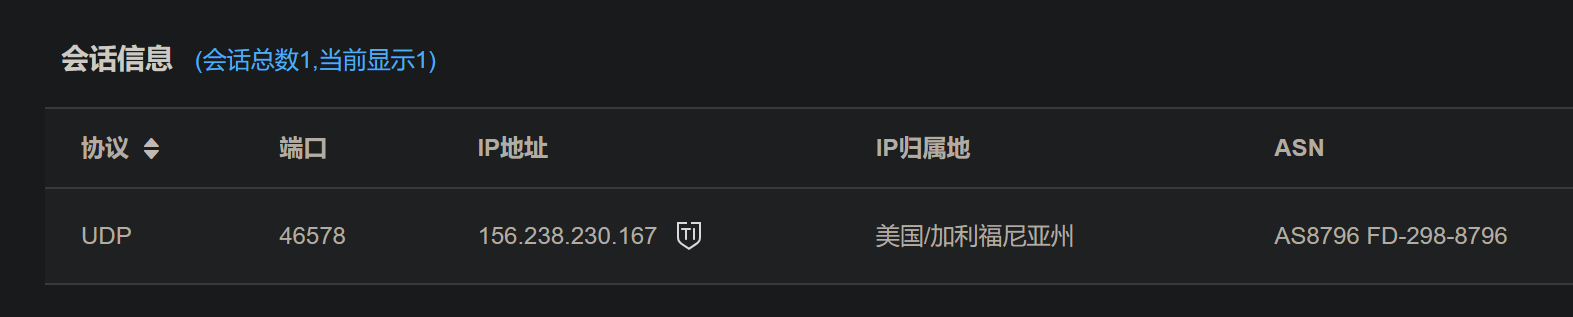 会话信息 (会话总数1,当前显示1)
协议 端口 IP地址 IP归属地 ASN
UDP 46578 156.238.230.167 TI 美国/加利福尼亚州 AS8796 FD-298-8796